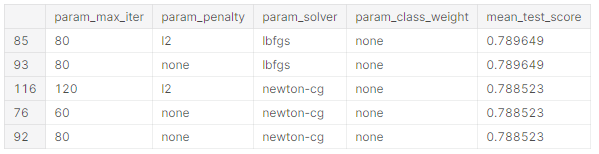 param_max_iter param_penalty param_solver param_class_weight mean_test_score
85 80 l2 lbfgs none 0.789649
93 80 none lbfgs none 0.789649
116 120 l2 newton-cg none 0.788523
76 60 none newton-cg none 0.788523
92 80 none newton-cg none 0.788523